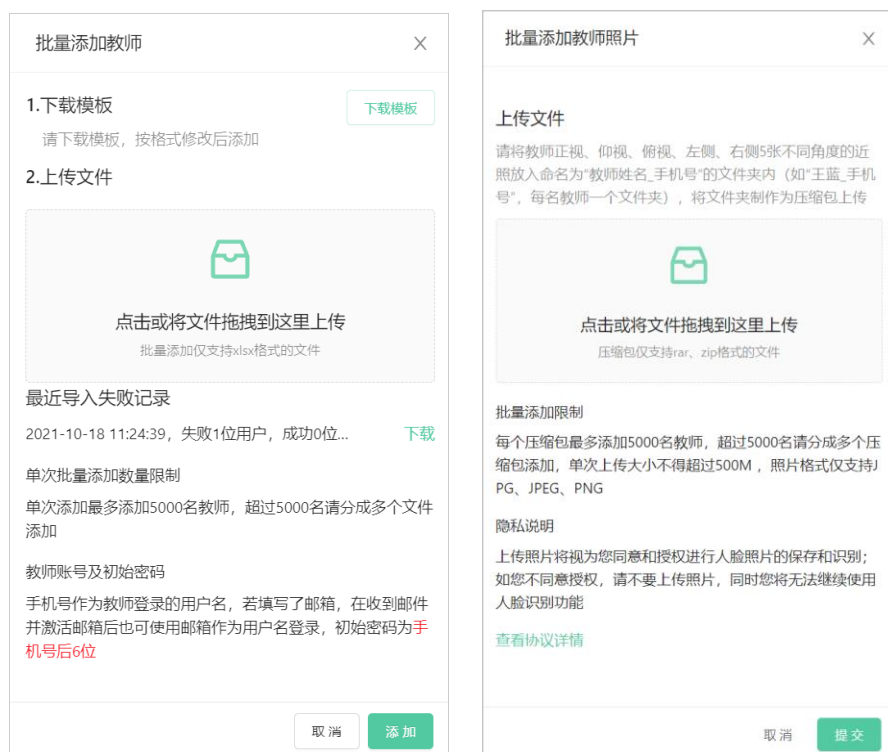 批量添加教师
1.下载模板
下载模板
请下载模板，按格式修改后添加
2.上传文件
点击或将文件拖拽到这里上传
批量添加仅支持xlsx格式的文件
最近导入失败记录
2021-10-18 11:24:39，失败1位用户，成功0位...
下载
单次批量添加数量限制
单次添加最多添加5000名教师，超过5000名请分成多个文件
添加
教师账号及初始密码
手机号作为教师登录的用户名，若填写了邮箱，在收到邮件
并激活邮箱后也可使用邮箱作为用户名登录，初始密码为手
机号后6位
取消
添加
批量添加教师照片
上传文件
请将教师正视、仰视、俯视、左侧、右侧5张不同角度的近
照放入命名为"教师姓名_手机号"的文件夹内（如"王蓝_手机
号"，每名教师一个文件夹），将文件夹制作为压缩包上传
点击或将文件拖拽到这里上传
压缩包仅支持rar、zip格式的文件
批量添加限制
每个压缩包最多添加5000名教师，超过5000名请分成多个压
缩包添加，单次上传大小不得超过500M ，照片格式仅支持J
PG、JPEG、PNG
隐私说明
上传照片将视为您同意和授权进行人脸照片的保存和识别；
如您不同意授权，请不要上传照片，同时您将无法继续使用
人脸识别功能
查看协议详情
取消
提交